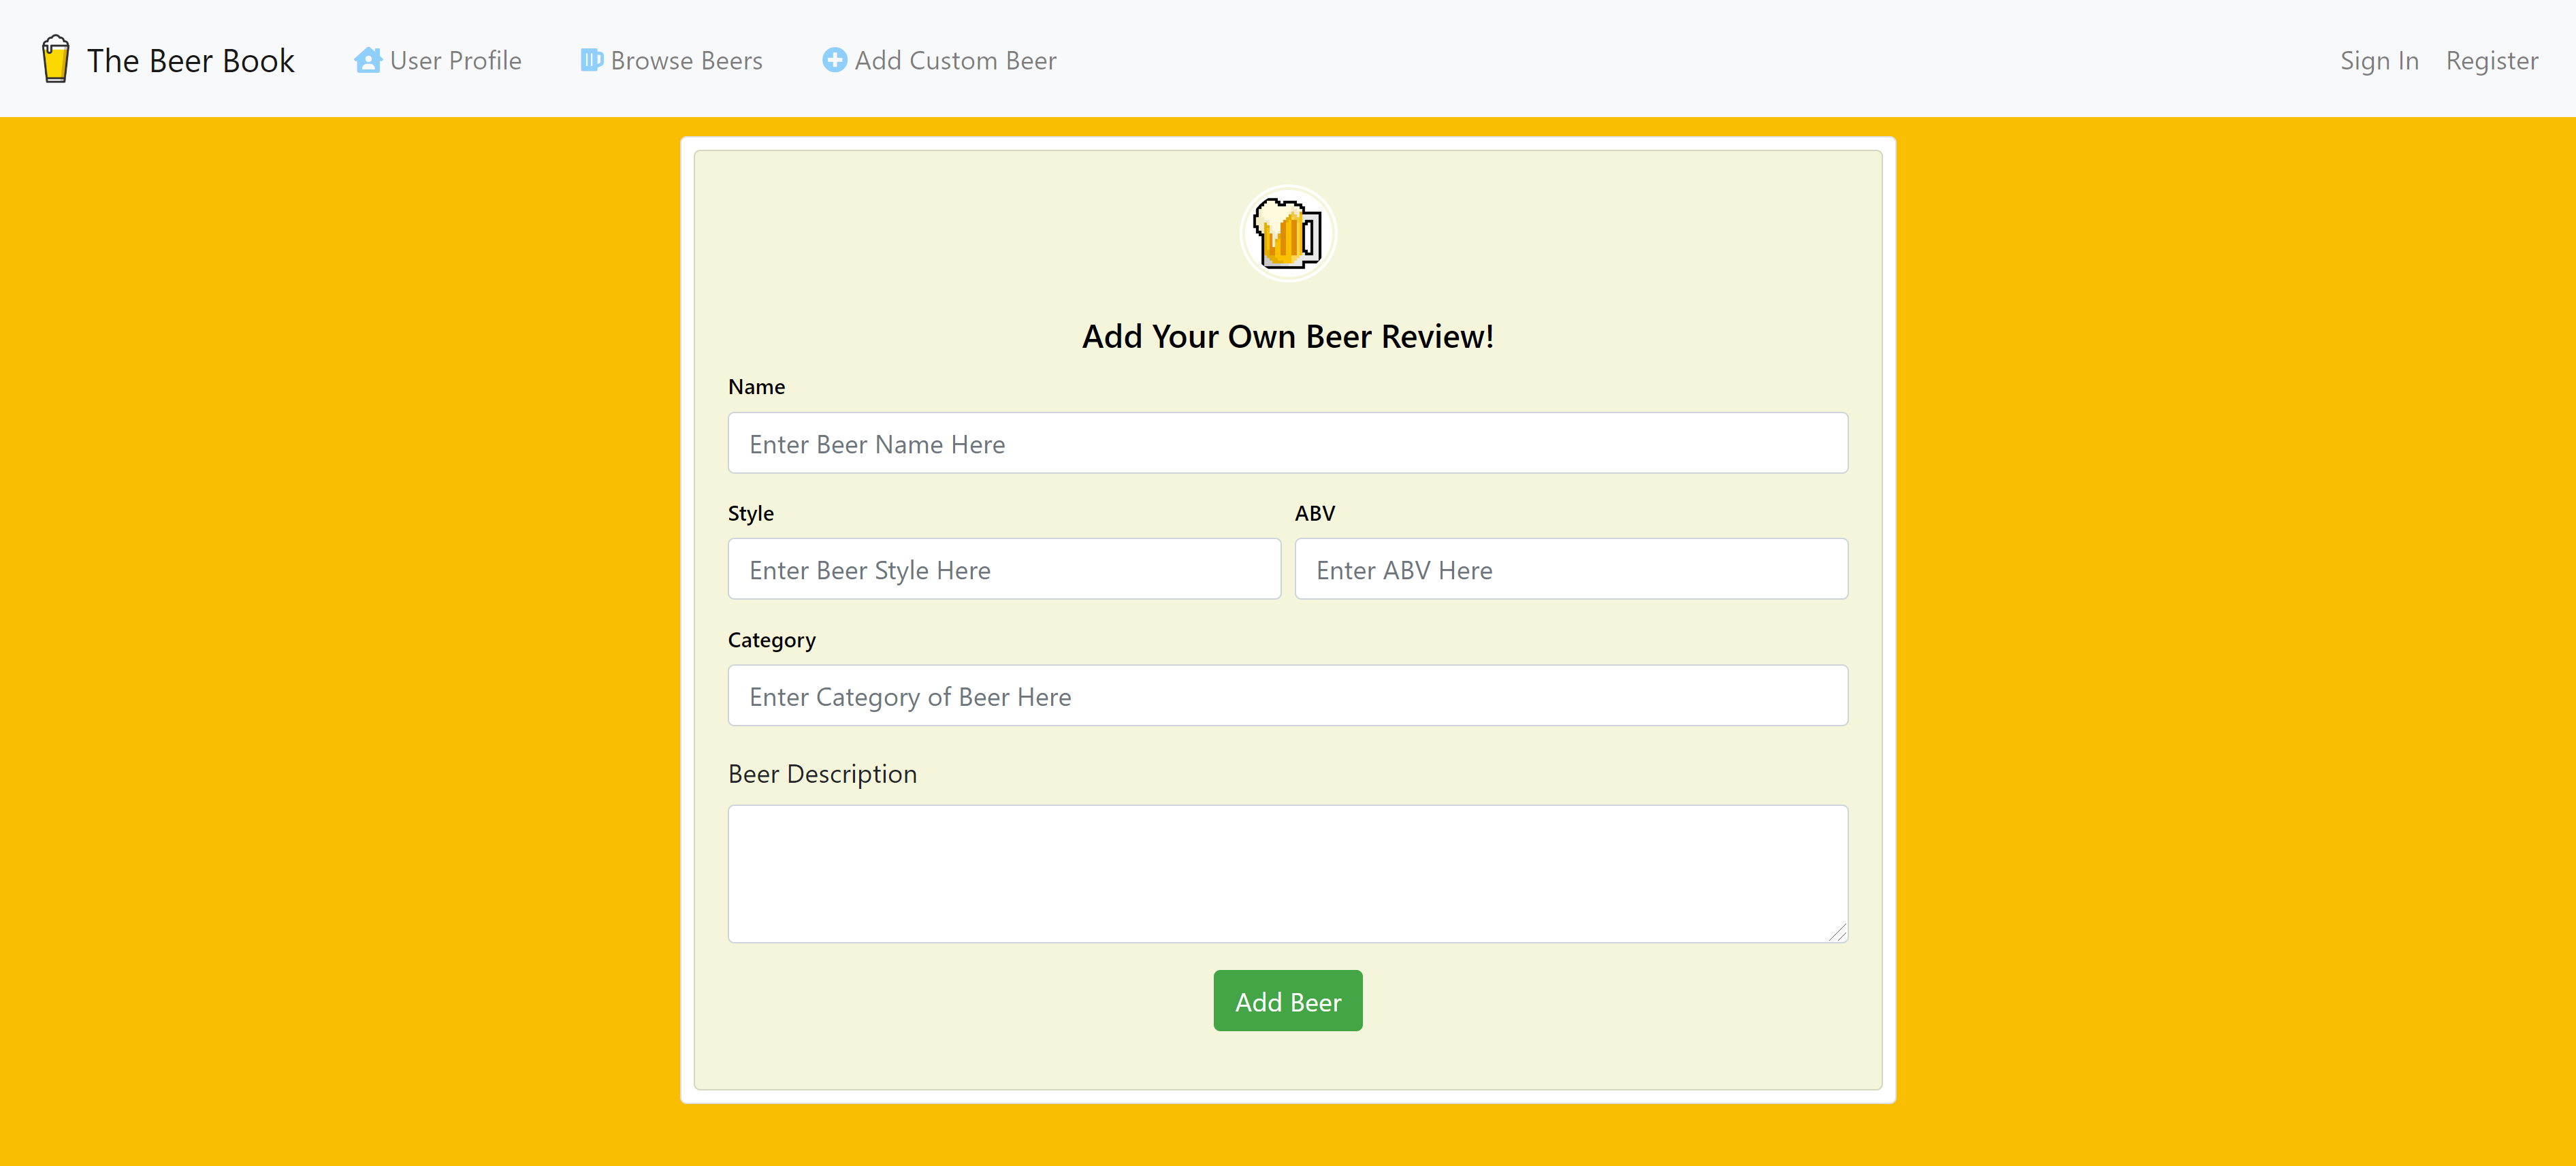 The Beer Book User Profile Browse Beers Add Custom Beer Sign In Register
Add Your Own Beer Review!
Name
Enter Beer Name Here
Style ABV
Enter Beer Style Here Enter ABV Here
Category
Enter Category of Beer Here
Beer Description
Add Beer